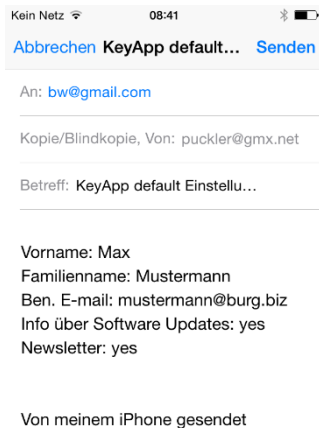 Kein Netz 08:41
Abbrechen KeyApp default... Senden
An: bw@gmail.com
Kopie/Blindkopie, Von: puckler@gmx.net
Betreff: KeyApp default Einstellu...
Vorname: Max
Familienname: Mustermann
Ben. E-mail: mustermann@burg.biz
Info über Software Updates: yes
Newsletter: yes
Von meinem iPhone gesendet